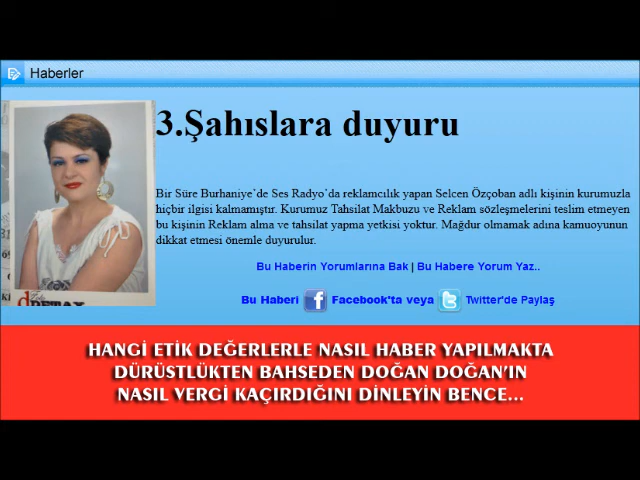 Haberler
3.Şahıslara duyuru
Bir Süre Burhaniye'de Ses Radyo'da reklamcılık yapan Selcen Özçoban adlı kişinin kurumuzla
hiçbir ilgisi kalmamıştır. Kurumuz Tahsilat Makbuzu ve Reklam sözleşmelerini teslim etmeyen
bu kişinin Reklam alma ve tahsilat yapma yetkisi yoktur. Mağdur olmamak adına kamuoyunun
dikkat etmesi önemle duyurulur.
Bu Haberin Yorumlarına Bak | Bu Habere Yorum Yaz..
Bu Haberi Facebook'ta veya Twitter'de Paylaş
HANGİ ETİK DEĞERLERLE NASIL HABER YAPILMAKTA
DÜRÜSTLÜKTEN BAHSEDEN DOĞAN DOĞAN'IN
NASIL VERGİ KAÇIRDIĞINI DİNLEYİN BENCE...